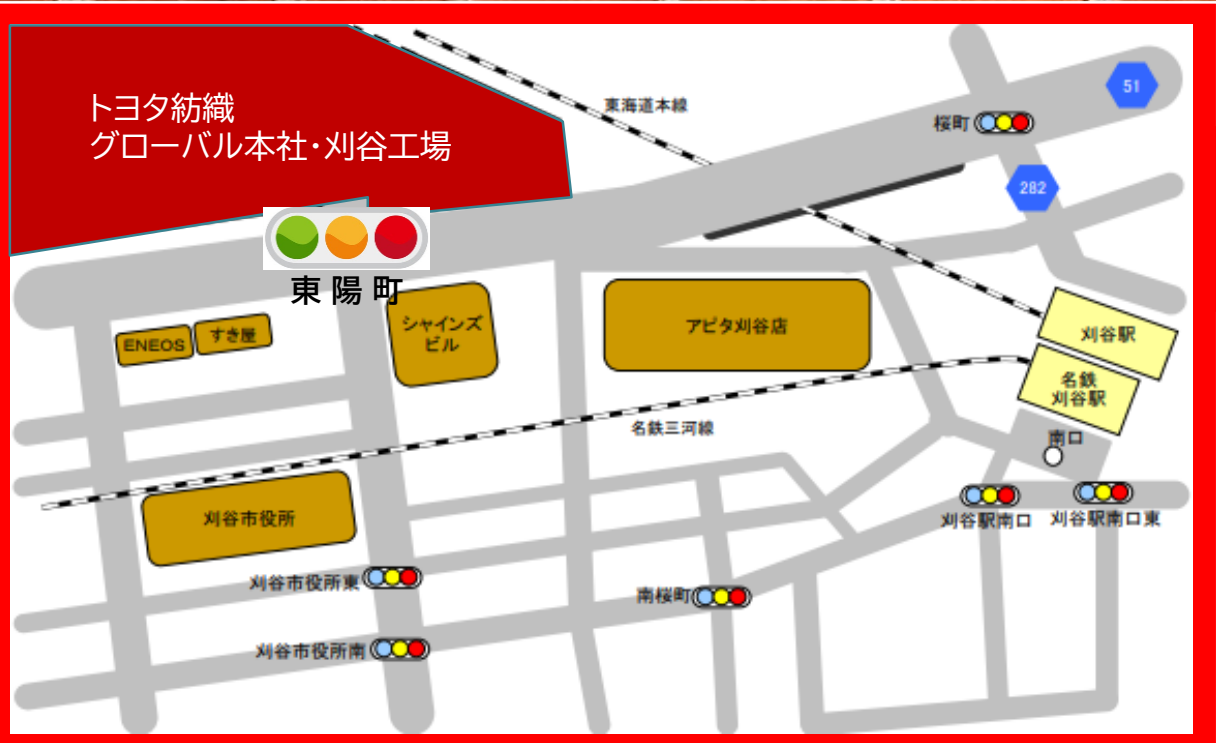 トヨタ紡織
グローバル本社・刈谷工場
東海道本線
51
桜町
282
東陽町
シャインズ
ビル
アピタ刈谷店
ENEOS
すき屋
刈谷駅
名鉄
刈谷駅
名鉄三河線
南口
刈谷市役所
刈谷駅南口
刈谷駅南口東
刈谷市役所東
南桜町
刈谷市役所南